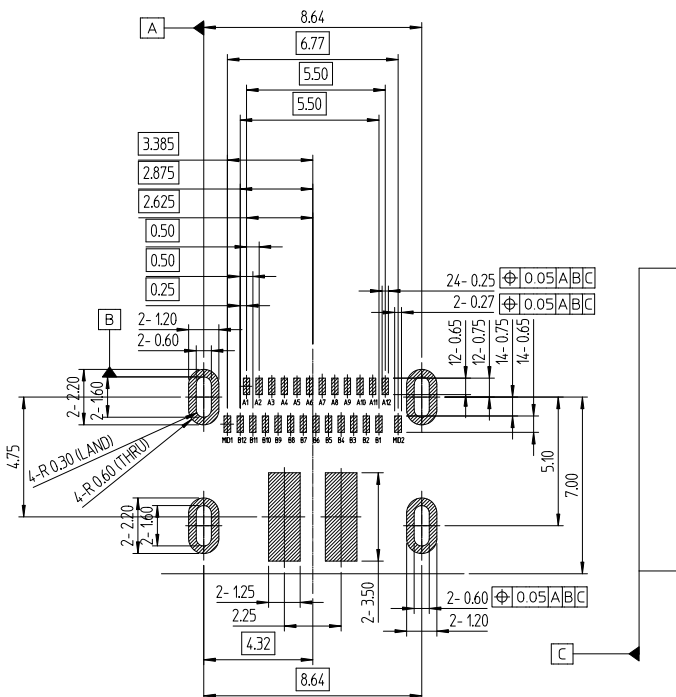 A
8.64
6.77
5.50
5.50
3.385
2.875
2.625
0.50
0.50
0.25
B
2- 1.20
2- 0.60
24- 0.25 ⌖ 0.05 A B C
2- 0.27 ⌖ 0.05 A B C
12- 0.65
12- 0.75
14- 0.75
14- 0.65
2- 2.20
2- 1.60
A1 A2 A3 A4 A5 A6 A7 A8 A9 A10 A11 A12
MID1 B12 B11 B10 B9 B8 B7 B6 B5 B4 B3 B2 B1 MID2
4-R 0.30 (LAND)
4-R 0.60 (THRU)
4.75
5.10
7.00
2- 2.20
2- 1.60
2- 1.25
2.25
2- 3.50
2- 0.60 ⌖ 0.05 A B C
2- 1.20
4.32
8.64
C